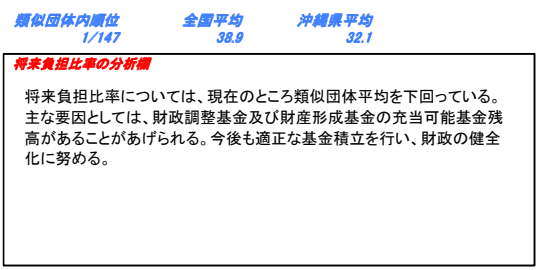 類似団体内順位 全国平均 沖縄県平均
1/147 38.9 32.1
将来負担比率の分析欄
将来負担比率については、現在のところ類似団体平均を下回っている。
主な要因としては、財政調整基金及び財産形成基金の充当可能基金残
高があることがあげられる。今後も適正な基金積立を行い、財政の健全
化に努める。